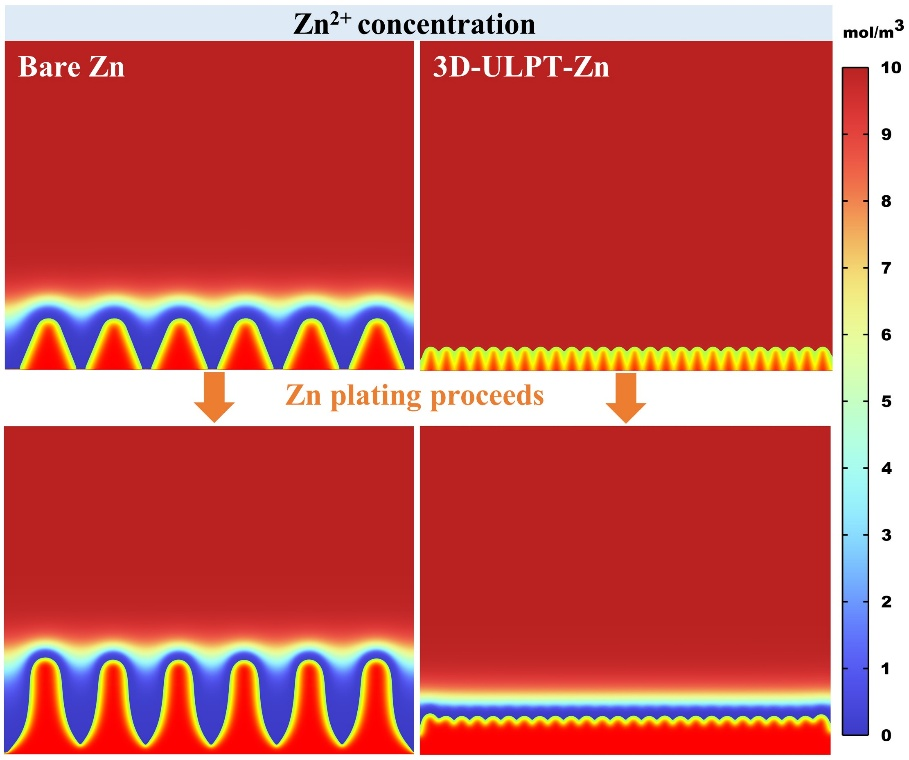 Zn²⁺ concentration
mol/m³
Bare Zn
3D-ULPT-Zn
10
9
8
7
6
5
4
3
2
1
0
Zn plating proceeds